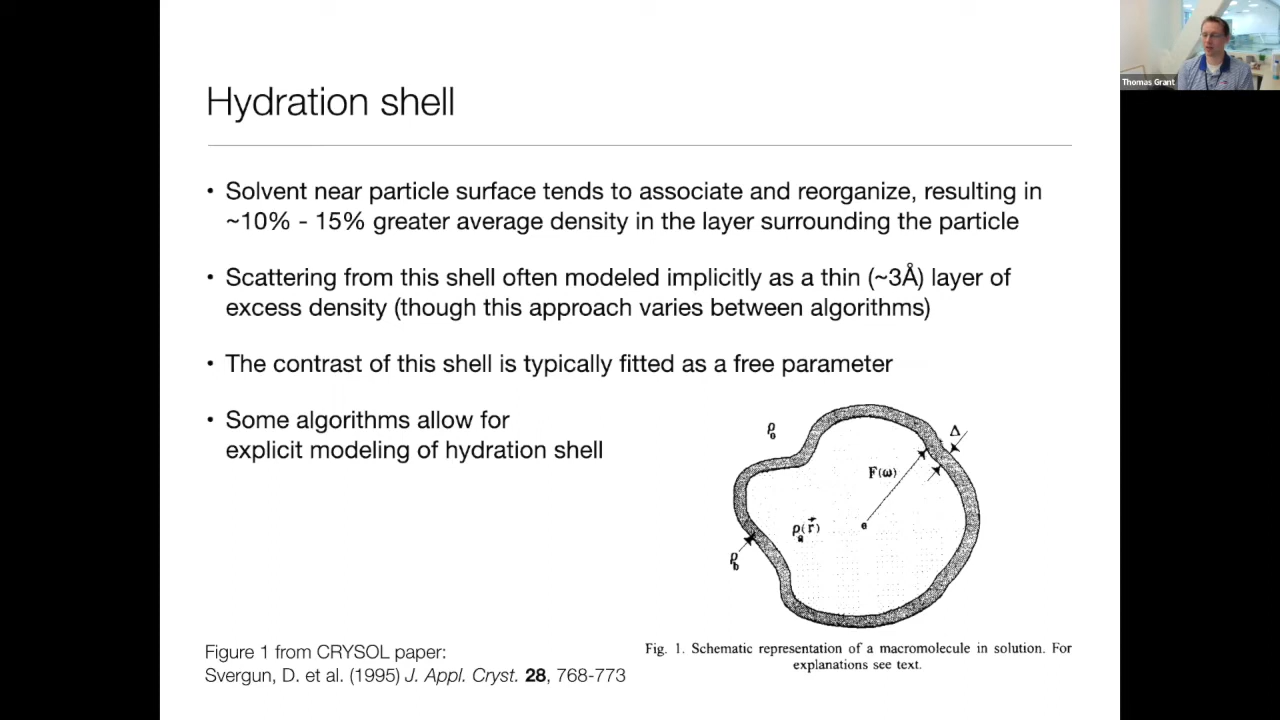 Thomas Grant
Hydration shell
• Solvent near particle surface tends to associate and reorganize, resulting in
~10% - 15% greater average density in the layer surrounding the particle
• Scattering from this shell often modeled implicitly as a thin (~3Å) layer of
excess density (though this approach varies between algorithms)
• The contrast of this shell is typically fitted as a free parameter
• Some algorithms allow for
explicit modeling of hydration shell
ρ₀
Δ
F(ω)
ρₐ(r⃗)
ρb
Fig. 1. Schematic representation of a macromolecule in solution. For
explanations see text.
Figure 1 from CRYSOL paper:
Svergun, D. et al. (1995) J. Appl. Cryst. 28, 768-773